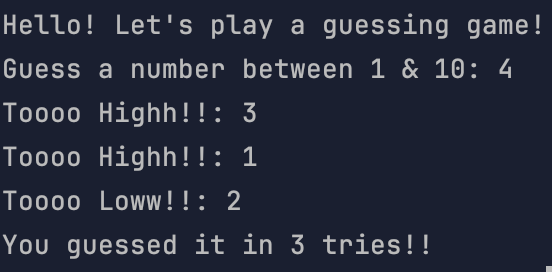 Hello! Let's play a guessing game!
Guess a number between 1 & 10: 4
Toooo Highh!!: 3
Toooo Highh!!: 1
Toooo Loww!!: 2
You guessed it in 3 tries!!